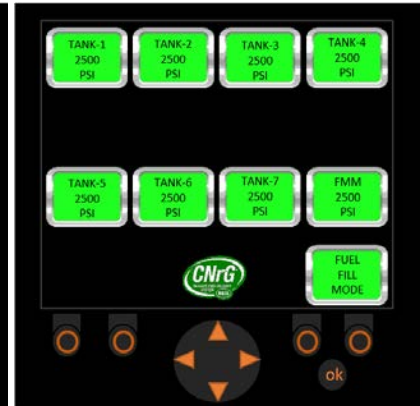 TANK-1
2500
PSI
TANK-2
2500
PSI
TANK-3
2500
PSI
TANK-4
2500
PSI
TANK-5
2500
PSI
TANK-6
2500
PSI
TANK-7
2500
PSI
FMM
2500
PSI
CNrG
FUEL
FILL
MODE
ok